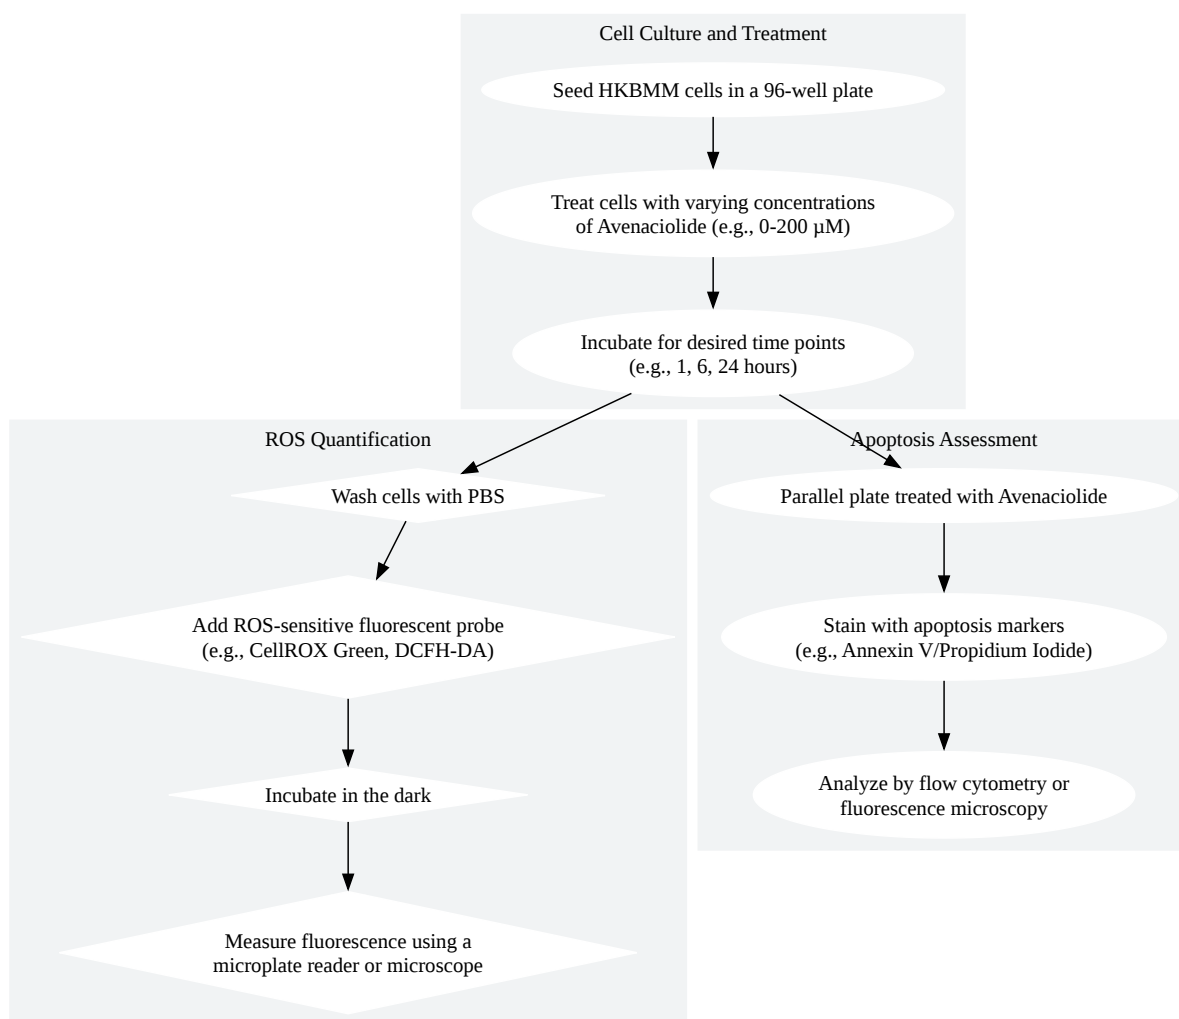 Cell Culture and Treatment
Seed HKBMM cells in a 96-well plate
Treat cells with varying concentrations
of Avenaciolide (e.g., 0-200 µM)
Incubate for desired time points
(e.g., 1, 6, 24 hours)
ROS Quantification
Wash cells with PBS
Add ROS-sensitive fluorescent probe
(e.g., CellROX Green, DCFH-DA)
Incubate in the dark
Measure fluorescence using a
microplate reader or microscope
Apoptosis Assessment
Parallel plate treated with Avenaciolide
Stain with apoptosis markers
(e.g., Annexin V/Propidium Iodide)
Analyze by flow cytometry or
fluorescence microscopy